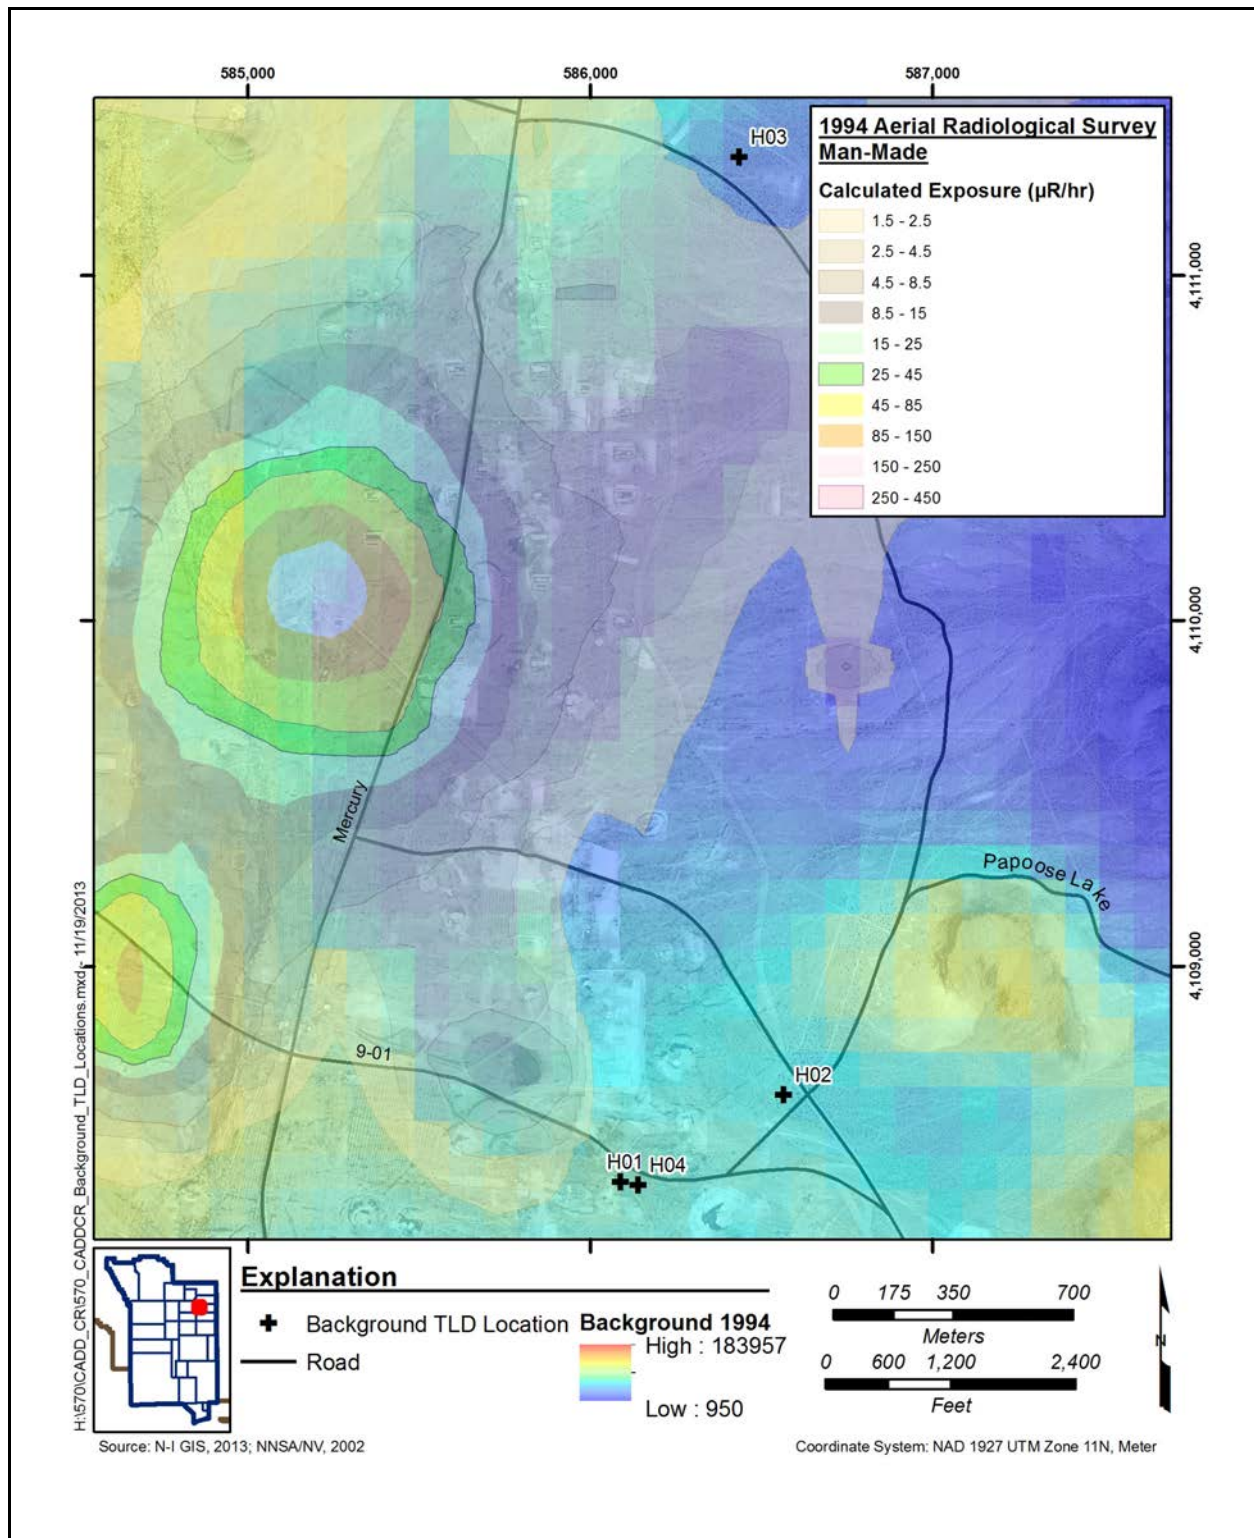 585,000
586,000
587,000
H03
1994 Aerial Radiological Survey
Man-Made
Calculated Exposure (µR/hr)
1.5 - 2.5
2.5 - 4.5
4.5 - 8.5
8.5 - 15
15 - 25
25 - 45
45 - 85
85 - 150
150 - 250
250 - 450
4,111,000
4,110,000
4,109,000
Mercury
Papoose Lake
9-01
H02
H01
H04
H:\570\CADD_CR\570_CADDCR_Background_TLD_Locations.mxd - 11/19/2013
Explanation
Background TLD Location
Road
Background 1994
High : 183957
Low : 950
0 175 350 700
Meters
0 600 1,200 2,400
Feet
N
Source: N-I GIS, 2013; NNSA/NV, 2002
Coordinate System: NAD 1927 UTM Zone 11N, Meter